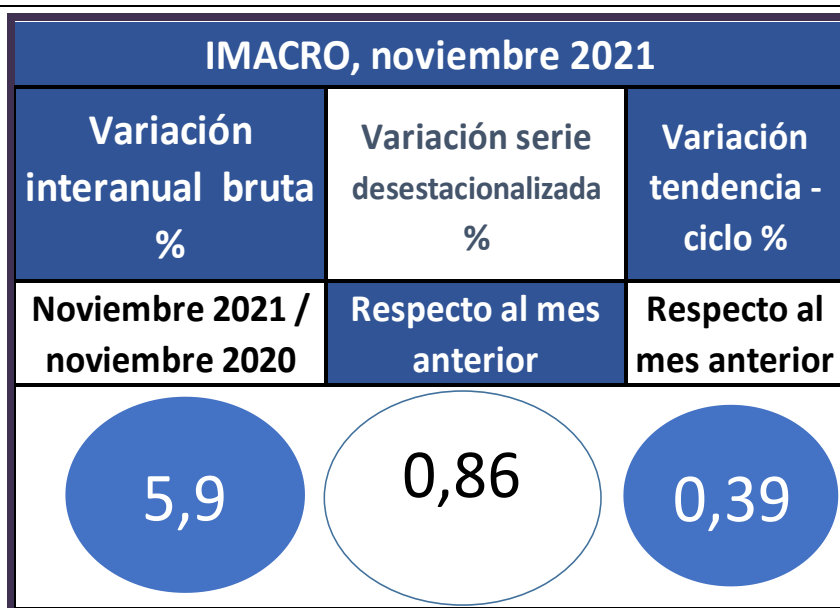 IMACRO, noviembre 2021
Variación
interanual bruta
%
Variación serie
desestacionalizada
%
Variación
tendencia -
ciclo %
Noviembre 2021 /
noviembre 2020
Respecto al mes
anterior
Respecto al
mes anterior
5,9
0,86
0,39